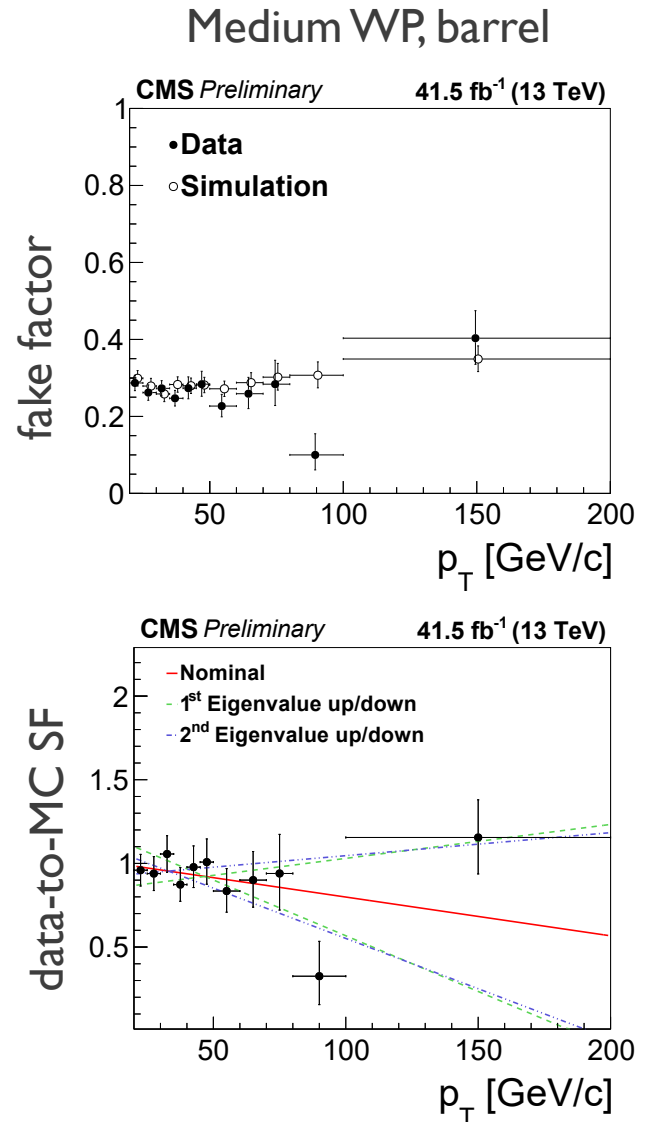 Medium WP, barrel
CMS Preliminary 41.5 fb⁻¹ (13 TeV)
1
Data
Simulation
0.8
0.6
0.4
0.2
0
fake factor
50 100 150 200
p_T [GeV/c]
CMS Preliminary 41.5 fb⁻¹ (13 TeV)
Nominal
1st Eigenvalue up/down
2nd Eigenvalue up/down
2
1.5
1
0.5
data-to-MC SF
50 100 150 200
p_T [GeV/c]